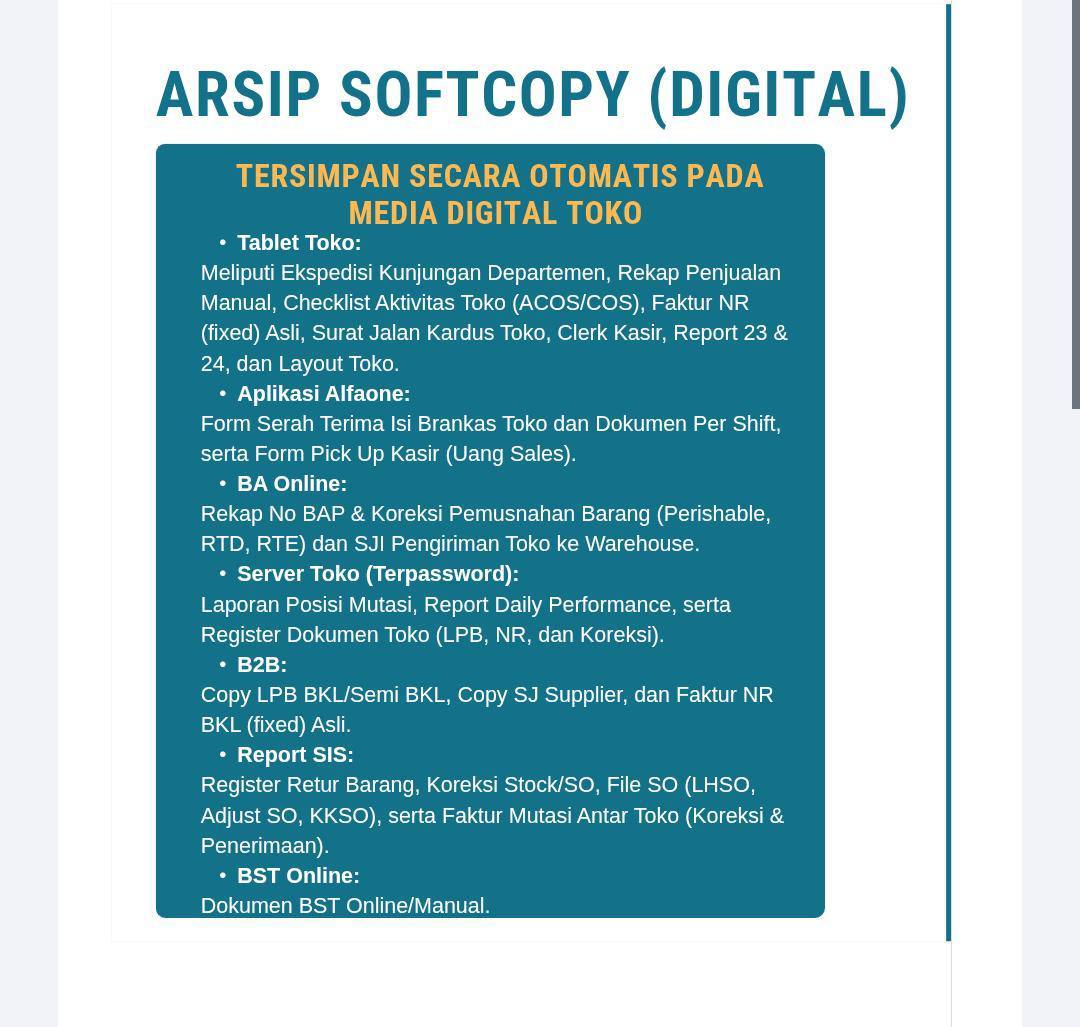 ARSIP SOFTCOPY (DIGITAL)
TERSIMPAN SECARA OTOMATIS PADA
MEDIA DIGITAL TOKO
• Tablet Toko:
Meliputi Ekspedisi Kunjungan Departemen, Rekap Penjualan
Manual, Checklist Aktivitas Toko (ACOS/COS), Faktur NR
(fixed) Asli, Surat Jalan Kardus Toko, Clerk Kasir, Report 23 &
24, dan Layout Toko.
• Aplikasi Alfaone:
Form Serah Terima Isi Brankas Toko dan Dokumen Per Shift,
serta Form Pick Up Kasir (Uang Sales).
• BA Online:
Rekap No BAP & Koreksi Pemusnahan Barang (Perishable,
RTD, RTE) dan SJI Pengiriman Toko ke Warehouse.
• Server Toko (Terpassword):
Laporan Posisi Mutasi, Report Daily Performance, serta
Register Dokumen Toko (LPB, NR, dan Koreksi).
• B2B:
Copy LPB BKL/Semi BKL, Copy SJ Supplier, dan Faktur NR
BKL (fixed) Asli.
• Report SIS:
Register Retur Barang, Koreksi Stock/SO, File SO (LHSO,
Adjust SO, KKSO), serta Faktur Mutasi Antar Toko (Koreksi &
Penerimaan).
• BST Online:
Dokumen BST Online/Manual.